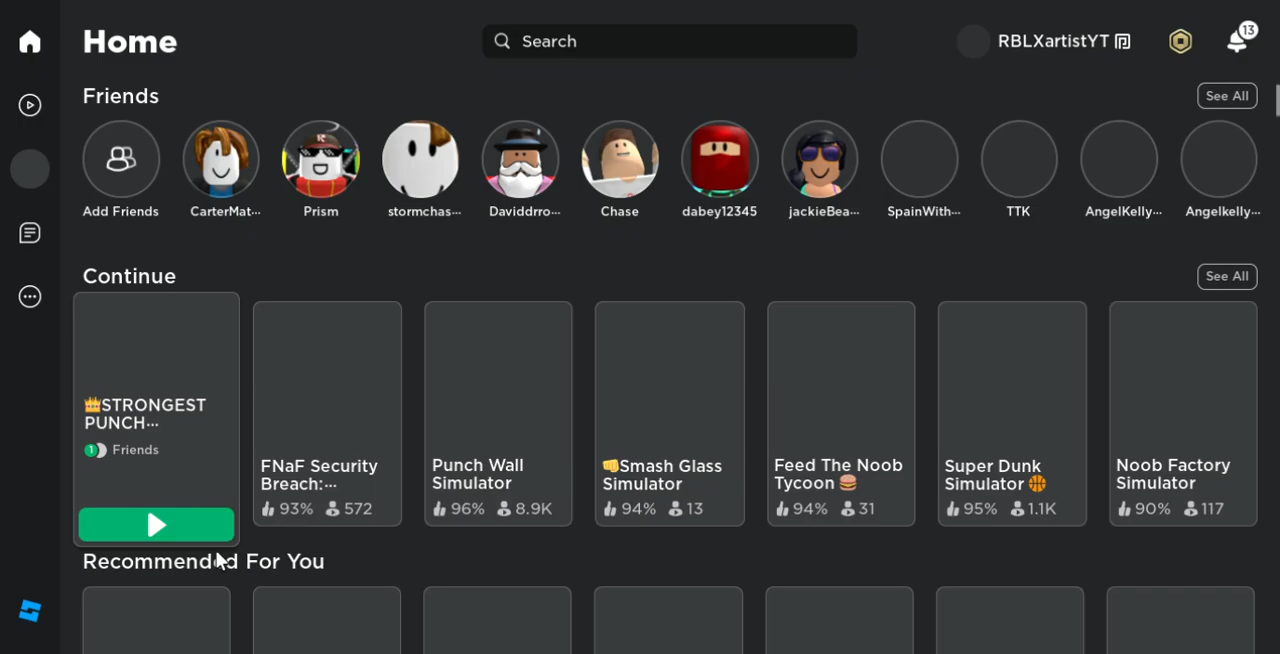 Home
Search
RBLXartistYT
13
Friends
See All
Add Friends
CarterMat...
Prism
stormchas...
Daviddrro...
Chase
dabey12345
jackieBea...
SpainWith...
TTK
AngelKelly...
Angelkelly...
Continue
See All
👑STRONGEST
PUNCH...
1 Friends
FNaF Security
Breach:...
93% 572
Punch Wall
Simulator
96% 8.9K
👊Smash Glass
Simulator
94% 13
Feed The Noob
Tycoon 🍔
94% 31
Super Dunk
Simulator 🏀
95% 1.1K
Noob Factory
Simulator
90% 117
Recommended For You